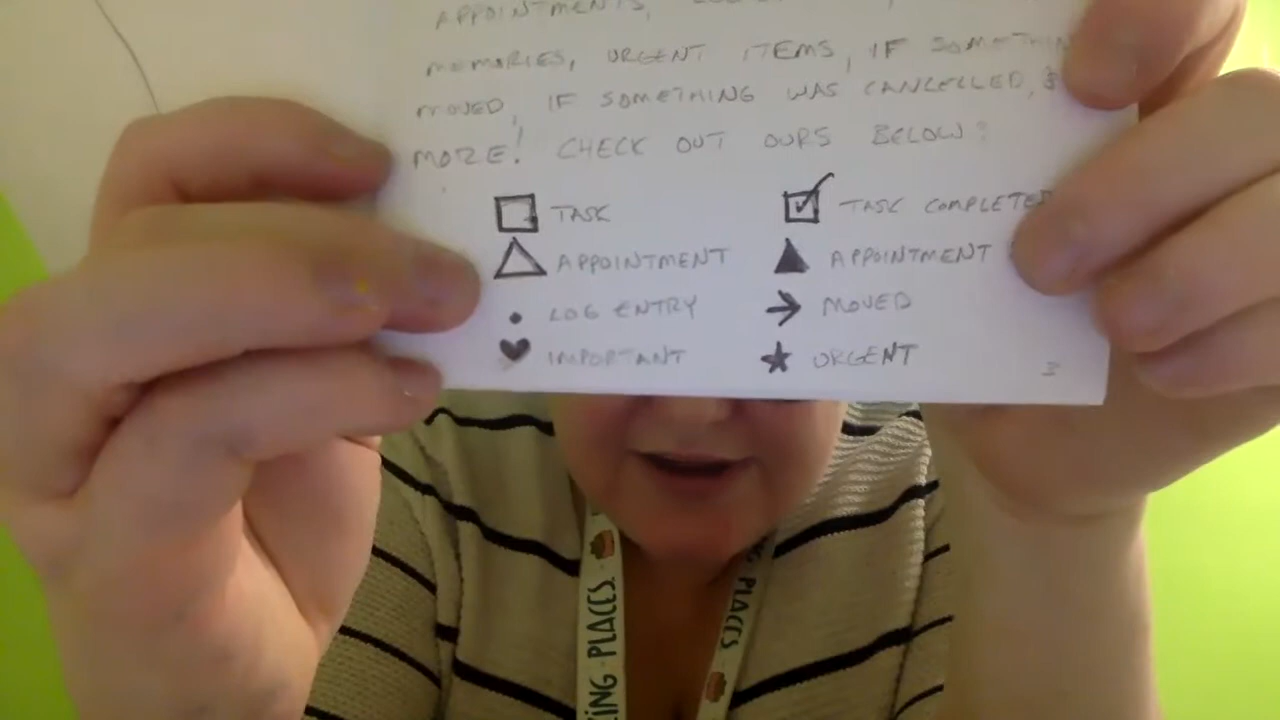 APPOINTMENTS,
MEMORIES, URGENT ITEMS, IF SOMETHIN
MOVED, IF SOMETHING WAS CANCELLED, &
MORE! CHECK OUT OURS BELOW:
TASK TASK COMPLETED
APPOINTMENT APPOINTMENT
LOG ENTRY MOVED
IMPORTANT URGENT
PLACES.
PLACES